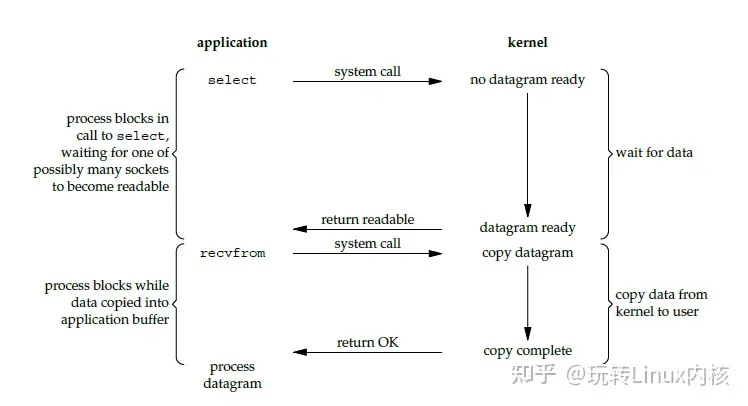 application
kernel
select
system call
no datagram ready
process blocks in
call to select,
waiting for one of
possibly many sockets
to become readable
wait for data
return readable
datagram ready
recvfrom
system call
copy datagram
process blocks while
data copied into
application buffer
copy data from
kernel to user
return OK
copy complete
process
datagram
知乎 @玩转Linux内核